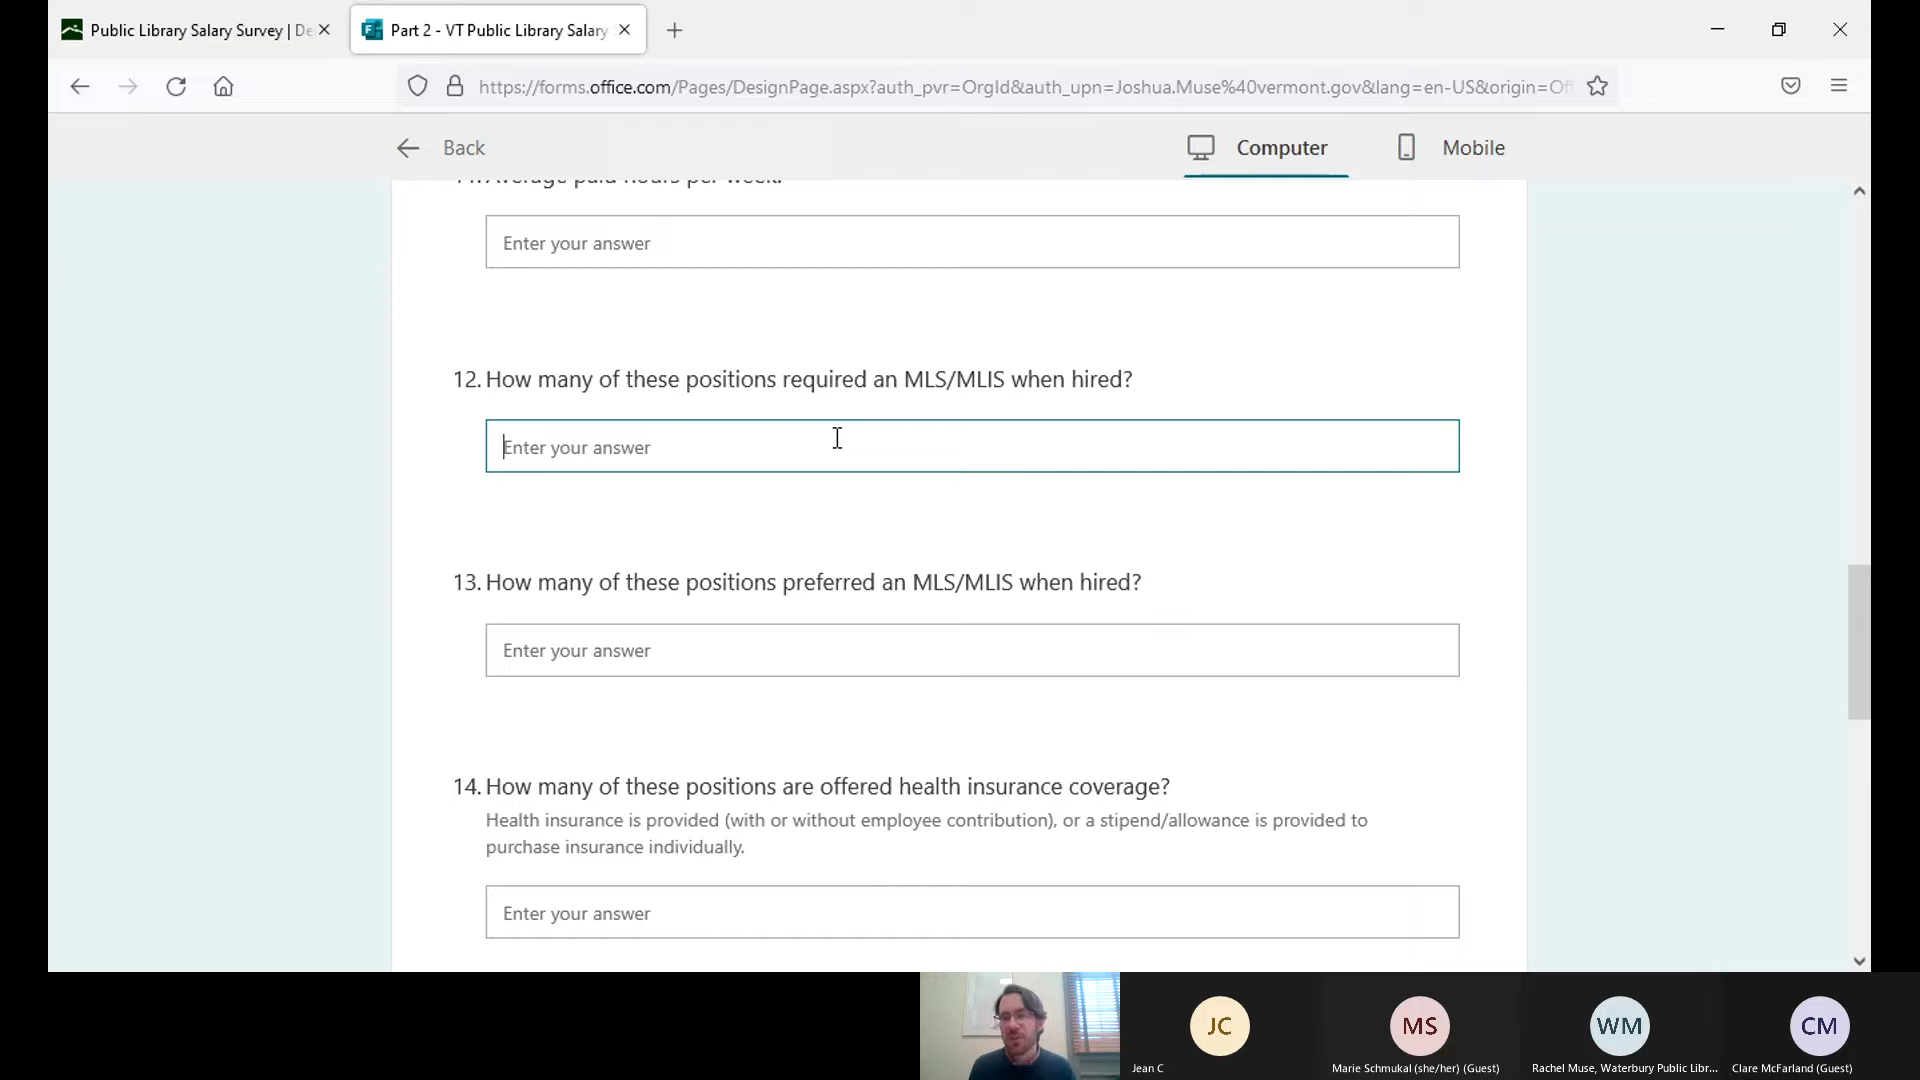 Public Library Salary Survey | De
Part 2 - VT Public Library Salary
https://forms.office.com/Pages/DesignPage.aspx?auth_pvr=OrgId&auth_upn=Joshua.Muse%40vermont.gov&lang=en-US&origin=Of
Back
Computer
Mobile
Average paid hours per week.
Enter your answer
12. How many of these positions required an MLS/MLIS when hired?
Enter your answer
13. How many of these positions preferred an MLS/MLIS when hired?
Enter your answer
14. How many of these positions are offered health insurance coverage?
Health insurance is provided (with or without employee contribution), or a stipend/allowance is provided to
purchase insurance individually.
Enter your answer
JC
MS
WM
CM
Jean C
Marie Schmukal (she/her) (Guest)
Rachel Muse, Waterbury Public Libr...
Clare McFarland (Guest)